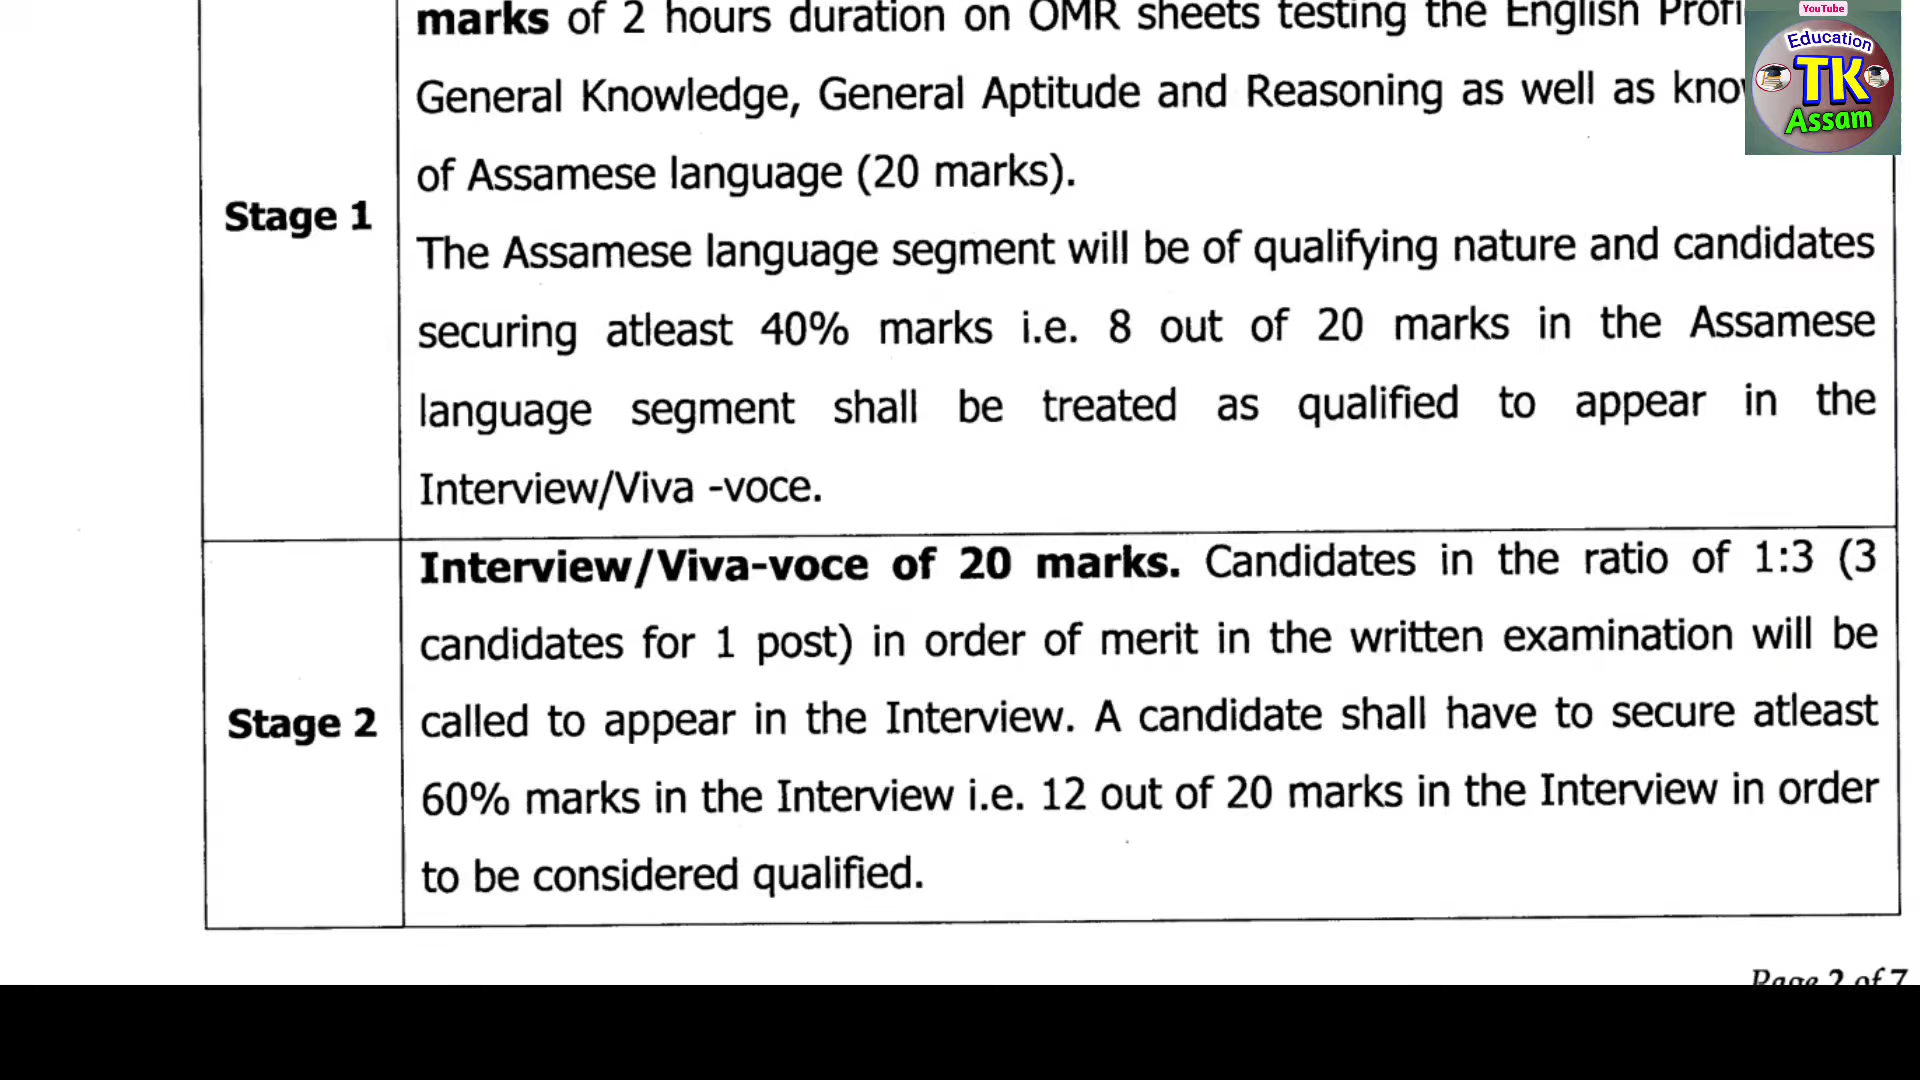 YouTube
Education
TK
Assam
marks of 2 hours duration on OMR sheets testing the English
General Knowledge, General Aptitude and Reasoning as well as
of Assamese language (20 marks).
Stage 1
The Assamese language segment will be of qualifying nature and candidates
securing atleast 40% marks i.e. 8 out of 20 marks in the Assamese
language segment shall be treated as qualified to appear in the
Interview/Viva -voce.
Interview/Viva-voce of 20 marks. Candidates in the ratio of 1:3 (3
candidates for 1 post) in order of merit in the written examination will be
Stage 2
called to appear in the Interview. A candidate shall have to secure atleast
60% marks in the Interview i.e. 12 out of 20 marks in the Interview in order
to be considered qualified.
Page 2 of 7